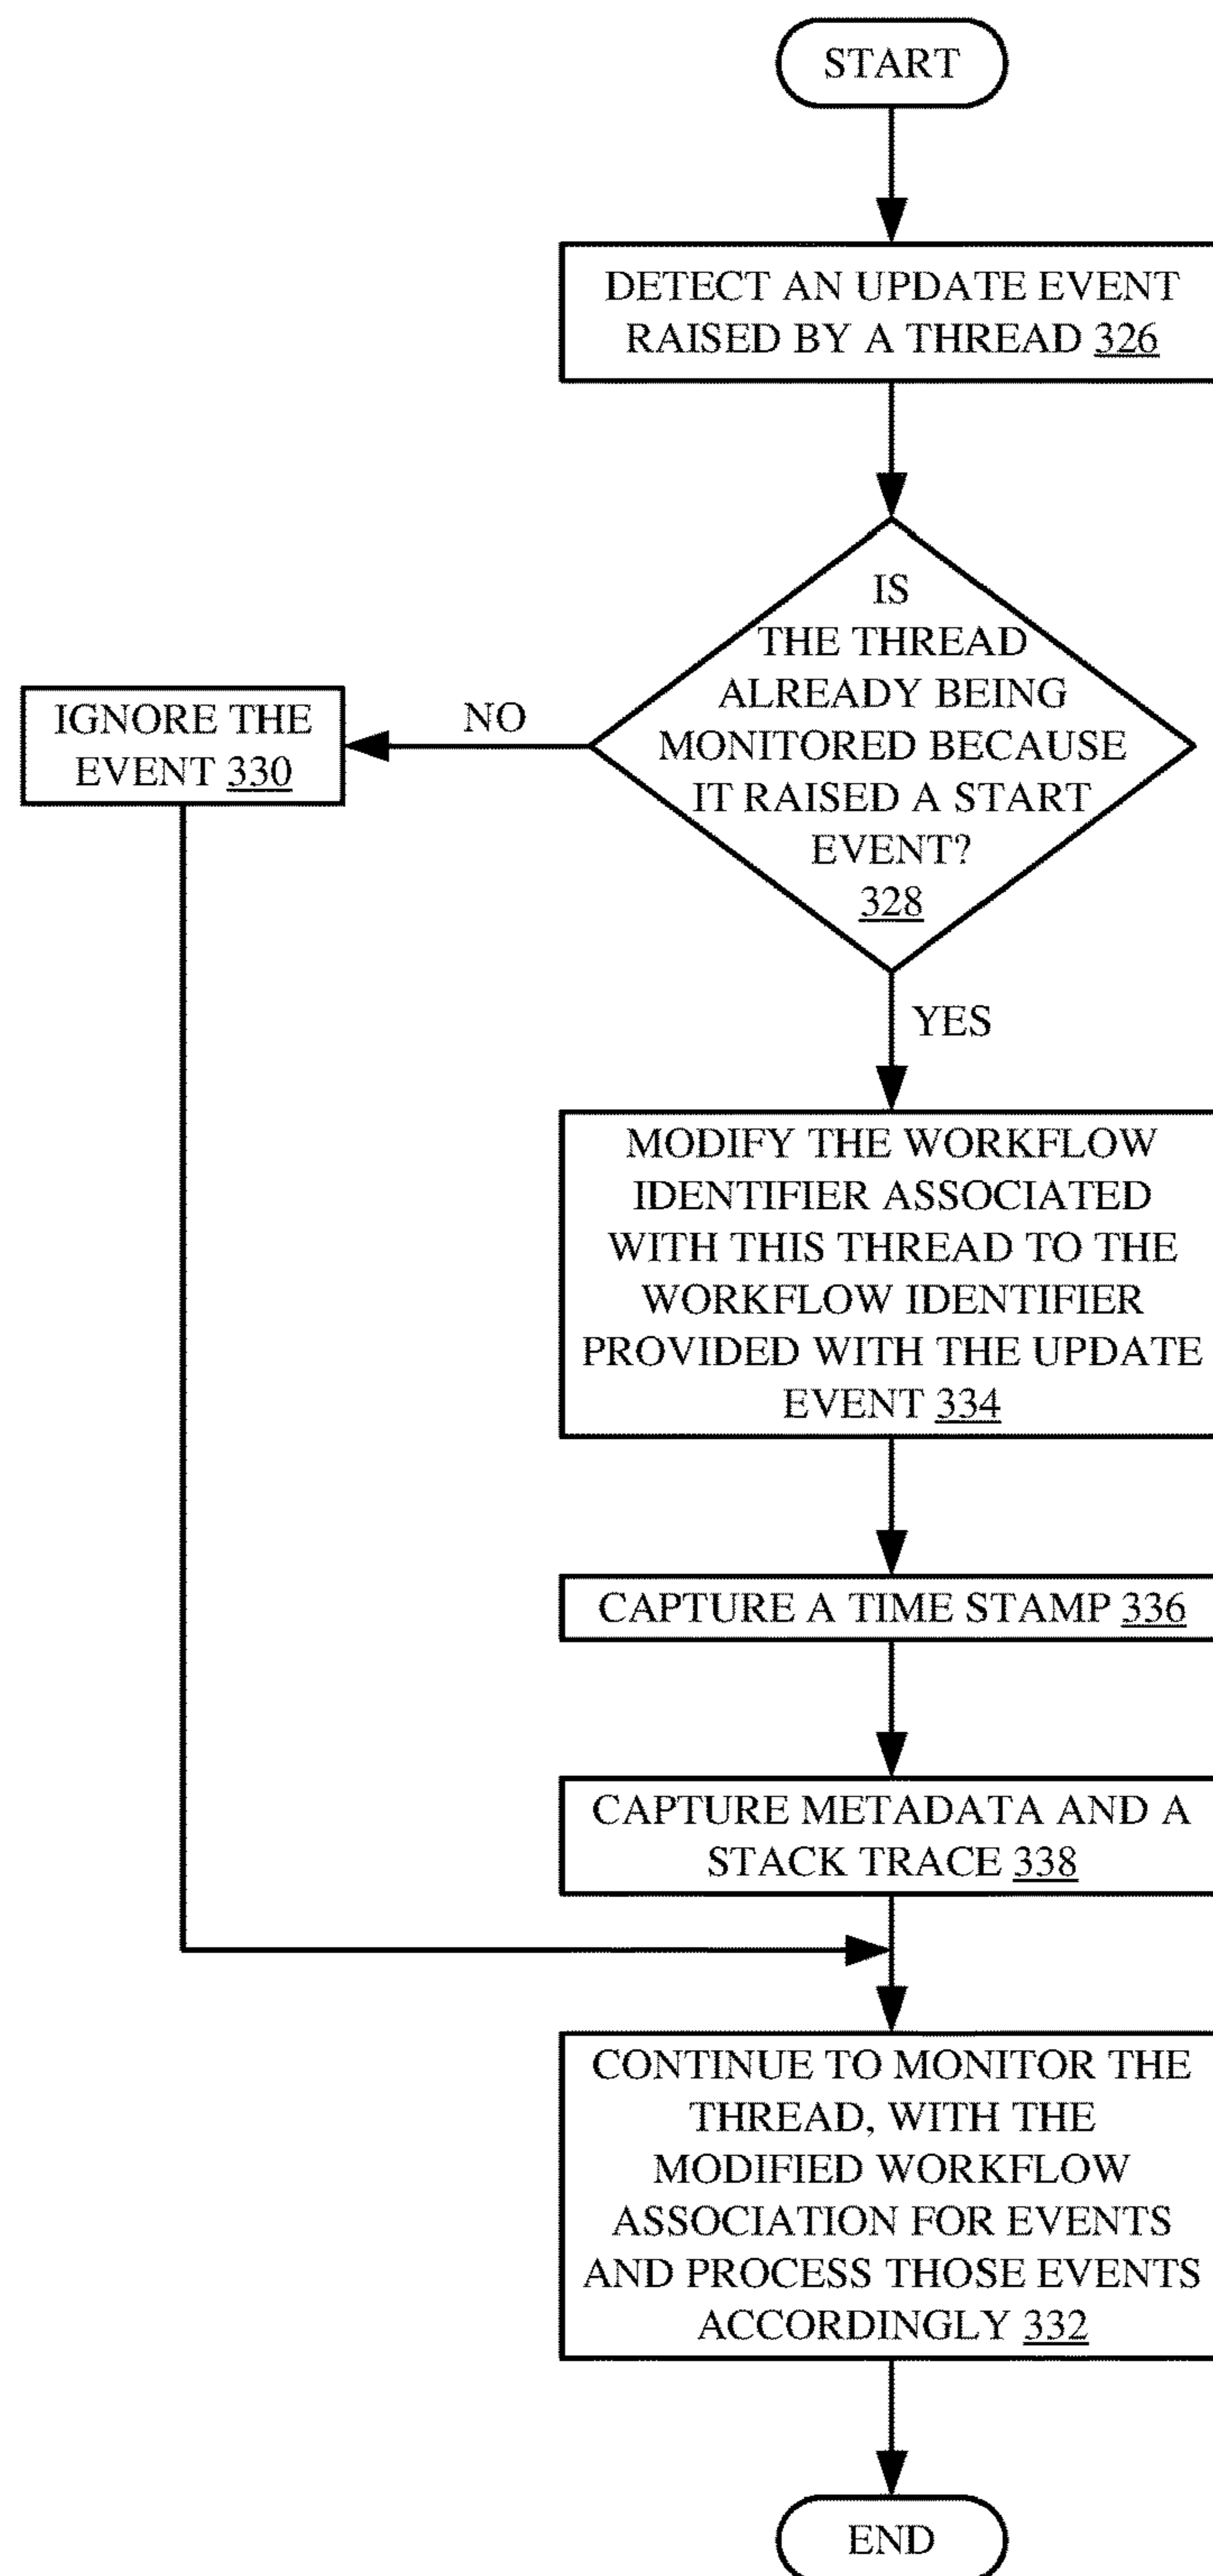 START
DETECT AN UPDATE EVENT
RAISED BY A THREAD 326
IS
THE THREAD
ALREADY BEING
MONITORED BECAUSE
IT RAISED A START
EVENT?
328
NO
IGNORE THE
EVENT 330
YES
MODIFY THE WORKFLOW
IDENTIFIER ASSOCIATED
WITH THIS THREAD TO THE
WORKFLOW IDENTIFIER
PROVIDED WITH THE UPDATE
EVENT 334
CAPTURE A TIME STAMP 336
CAPTURE METADATA AND A
STACK TRACE 338
CONTINUE TO MONITOR THE
THREAD, WITH THE
MODIFIED WORKFLOW
ASSOCIATION FOR EVENTS
AND PROCESS THOSE EVENTS
ACCORDINGLY 332
END